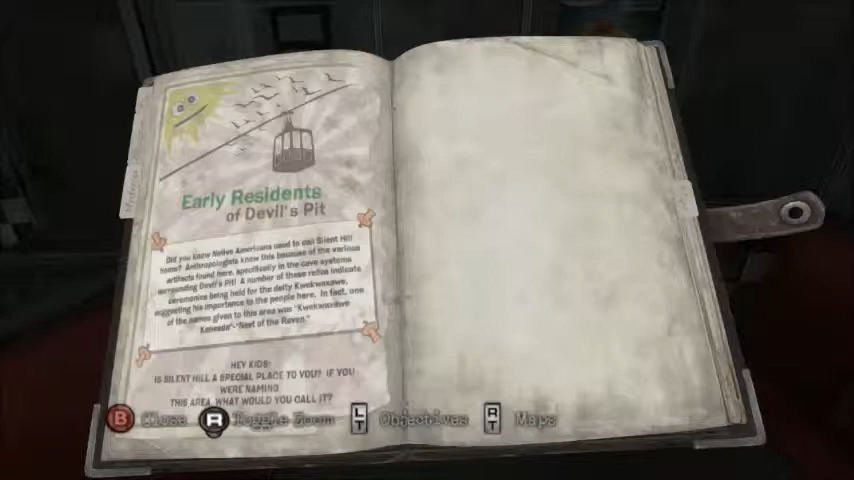 Early Residents
of Devil's Pit
Did you know Native Americans used to call Silent Hill
home? Anthropologists know this because of the various
artifacts found here, specifically in the cave systems
surrounding Devil's Pit! A number of these relics indicate
ceremonies being held for the deity Kwekwaxawe,
suggesting his importance to the people here. In fact, one
of the names given to this area was "Kwekwaxawe
"Nest of the Raven."
HEY KIDS:
IS SILENT HILL A SPECIAL PLACE TO YOU? IF YOU
WERE NAMING
THIS AREA, WHAT WOULD YOU CALL IT?
B Close R Toggle Zoom LT Objectives RT Maps